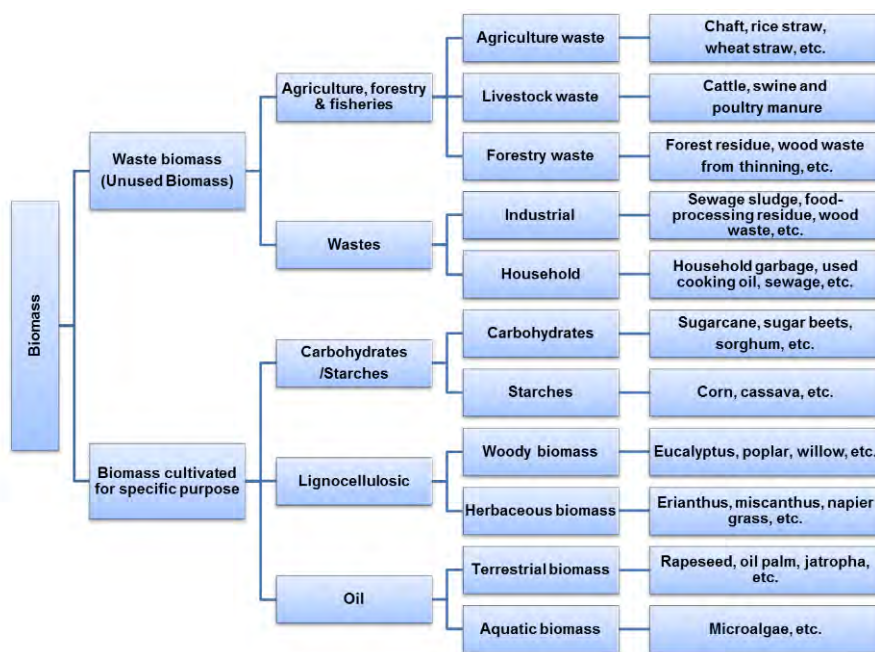 Biomass
Waste biomass
(Unused Biomass)
Agriculture, forestry
& fisheries
Agriculture waste
Chaft, rice straw,
wheat straw, etc.
Livestock waste
Cattle, swine and
poultry manure
Forestry waste
Forest residue, wood waste
from thinning, etc.
Wastes
Industrial
Sewage sludge, food-
processing residue, wood
waste, etc.
Household
Household garbage, used
cooking oil, sewage, etc.
Biomass cultivated
for specific purpose
Carbohydrates
/Starches
Carbohydrates
Sugarcane, sugar beets,
sorghum, etc.
Starches
Corn, cassava, etc.
Lignocellulosic
Woody biomass
Eucalyptus, poplar, willow, etc.
Herbaceous biomass
Erianthus, miscanthus, napier
grass, etc.
Oil
Terrestrial biomass
Rapeseed, oil palm, jatropha,
etc.
Aquatic biomass
Microalgae, etc.